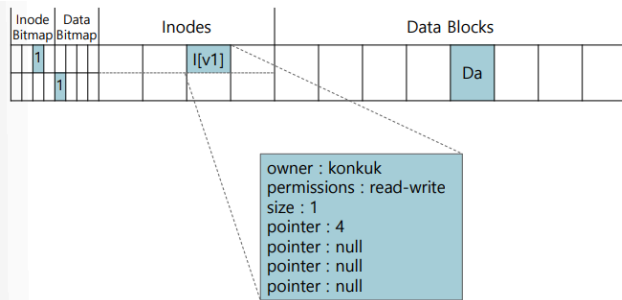 Inode
Bitmap
Data
Bitmap
Inodes
Data Blocks
1
I[v1]
Da
1
owner : konkuk
permissions : read-write
size : 1
pointer : 4
pointer : null
pointer : null
pointer : null